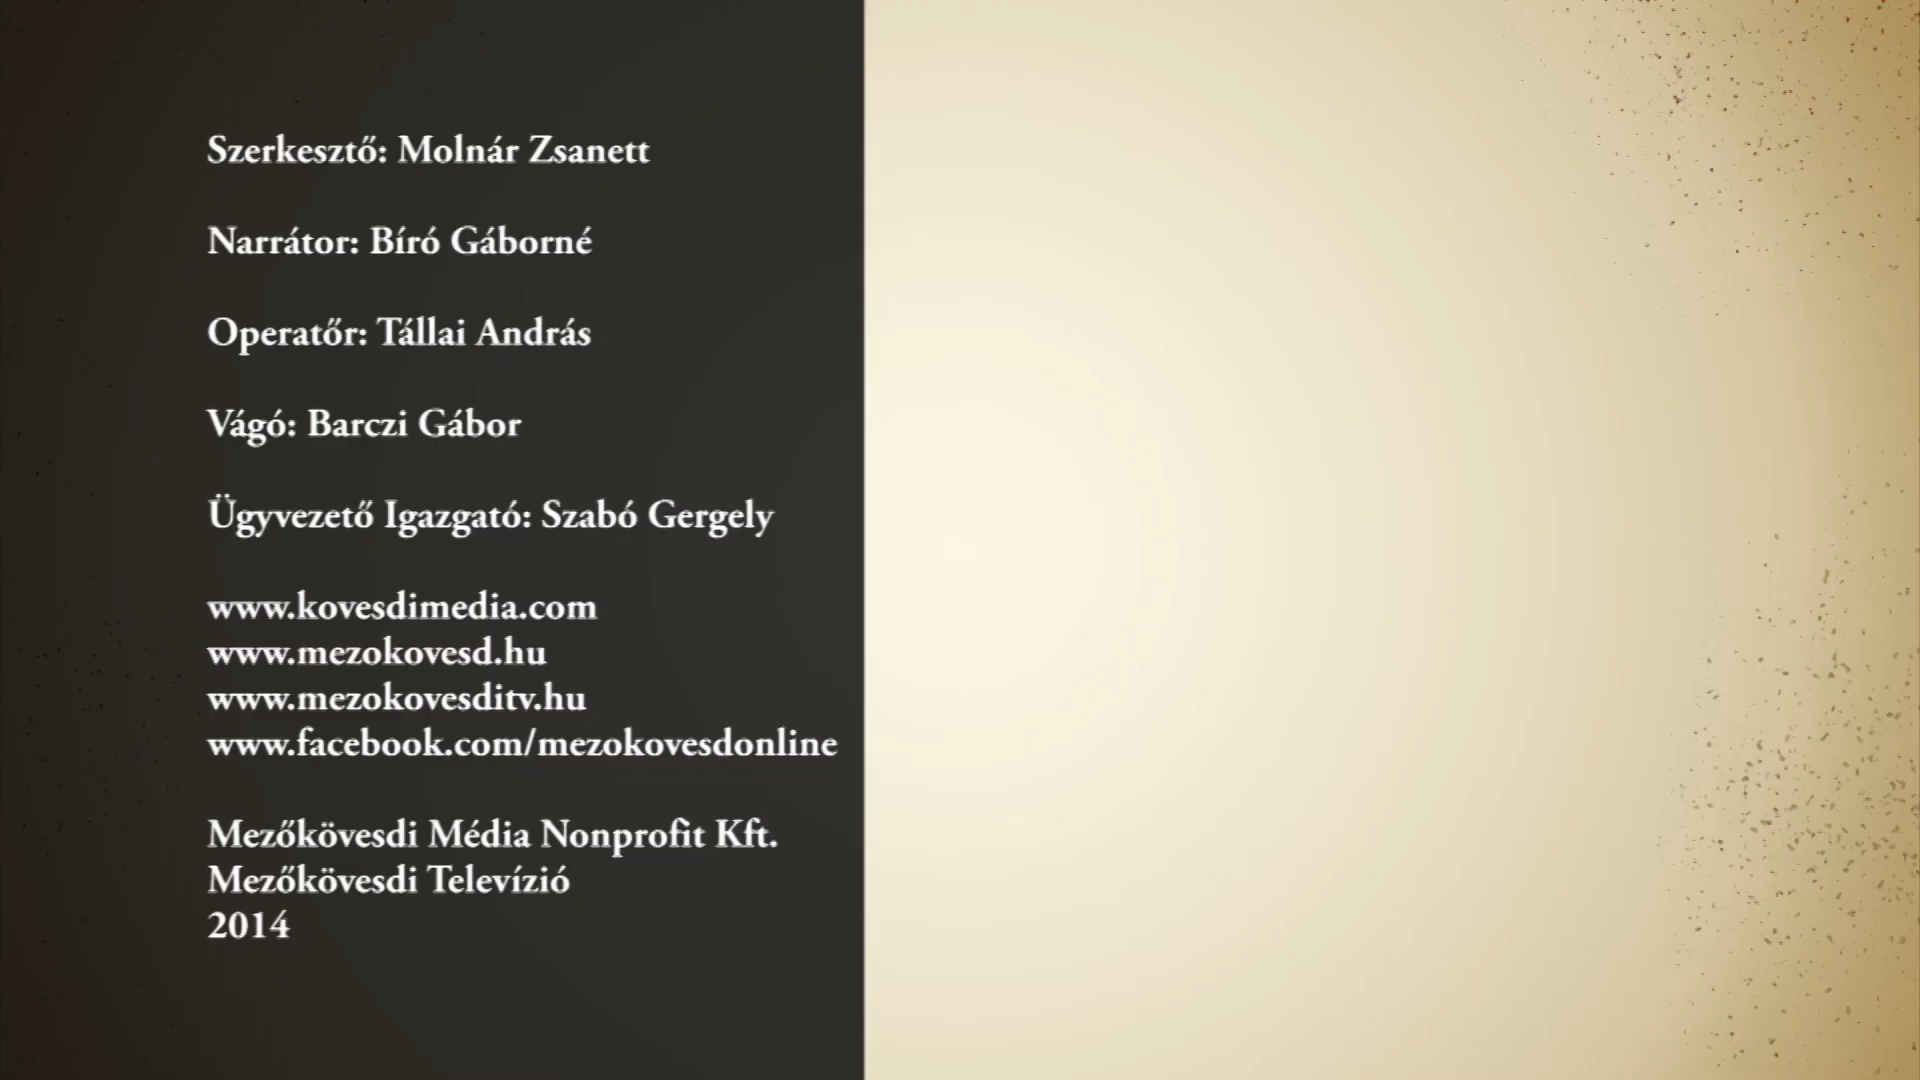 Szerkesztő: Molnár Zsanett
Narrátor: Bíró Gáborné
Operatőr: Tállai András
Vágó: Barczi Gábor
Ügyvezető Igazgató: Szabó Gergely
www.kovesdimedia.com
www.mezokovesd.hu
www.mezokovesditv.hu
www.facebook.com/mezokovesdonline
Mezőkövesdi Média Nonprofit Kft.
Mezőkövesdi Televízió
2014